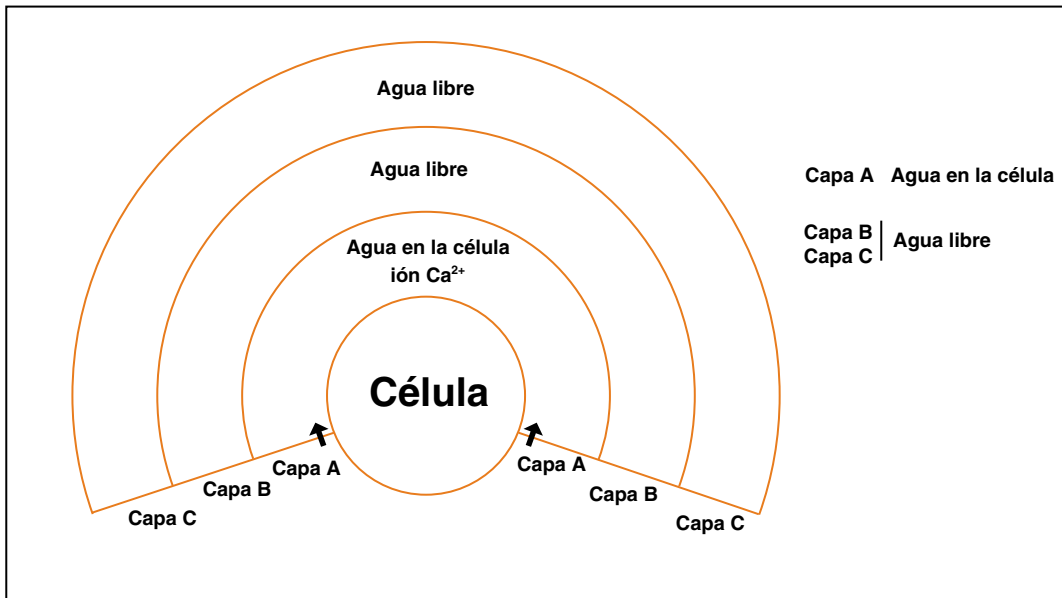 Agua libre
Agua libre
Agua en la célula
ión Ca²⁺
Célula
Capa A
Capa B
Capa C
Capa A
Capa B
Capa C
Capa A Agua en la célula
Capa B
Capa C
Agua libre